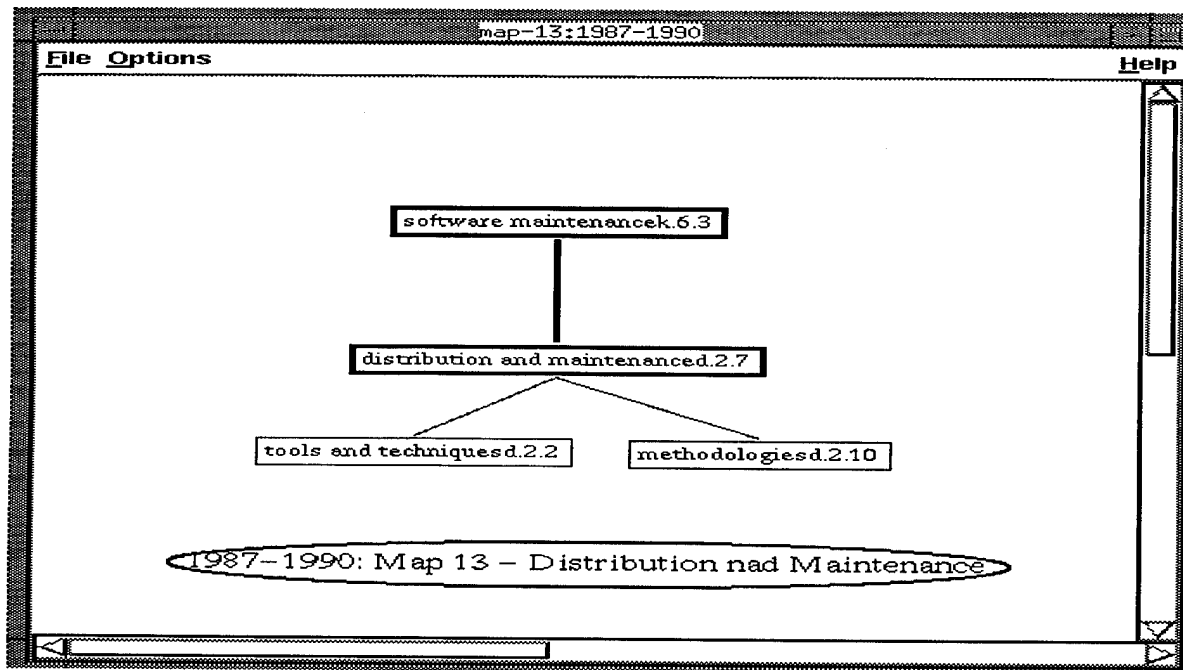 map-13:1987-1990
File Options Help
software maintenancek.6.3
distribution and maintenanced.2.7
tools and techniquesd.2.2 methodologiesd.2.10
1987-1990: Map 13 - Distribution nad Maintenance